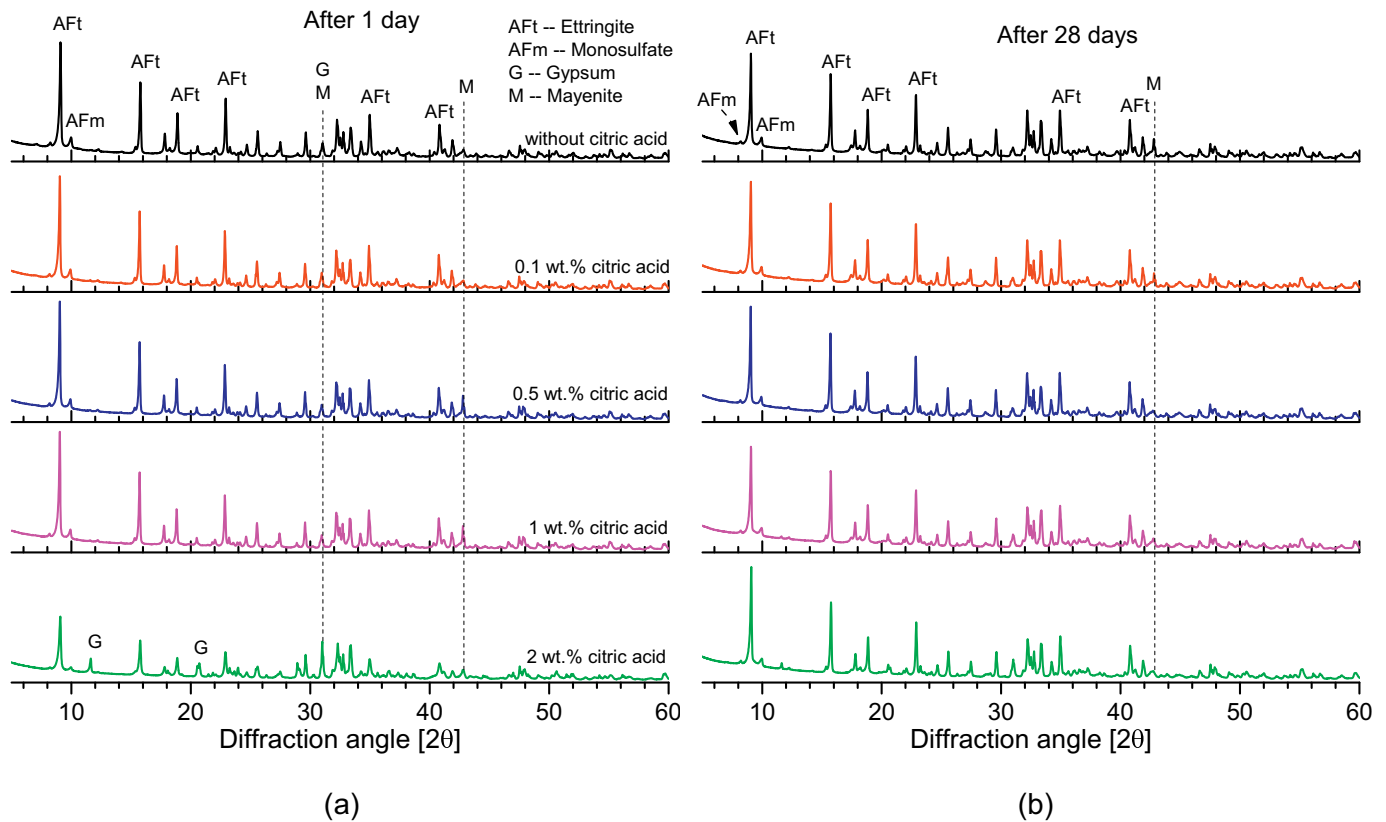 After 1 day
AFt -- Ettringite
AFm -- Monosulfate
G -- Gypsum
M -- Mayenite
AFt
AFm
AFt
AFt
AFt
G
M
AFt
AFt
M
without citric acid
0.1 wt.% citric acid
0.5 wt.% citric acid
1 wt.% citric acid
G
G
2 wt.% citric acid
10 20 30 40 50 60
Diffraction angle [2θ]
(a)
After 28 days
AFt
AFm
AFm
AFt
AFt
AFt
AFt
AFt
M
10 20 30 40 50 60
Diffraction angle [2θ]
(b)